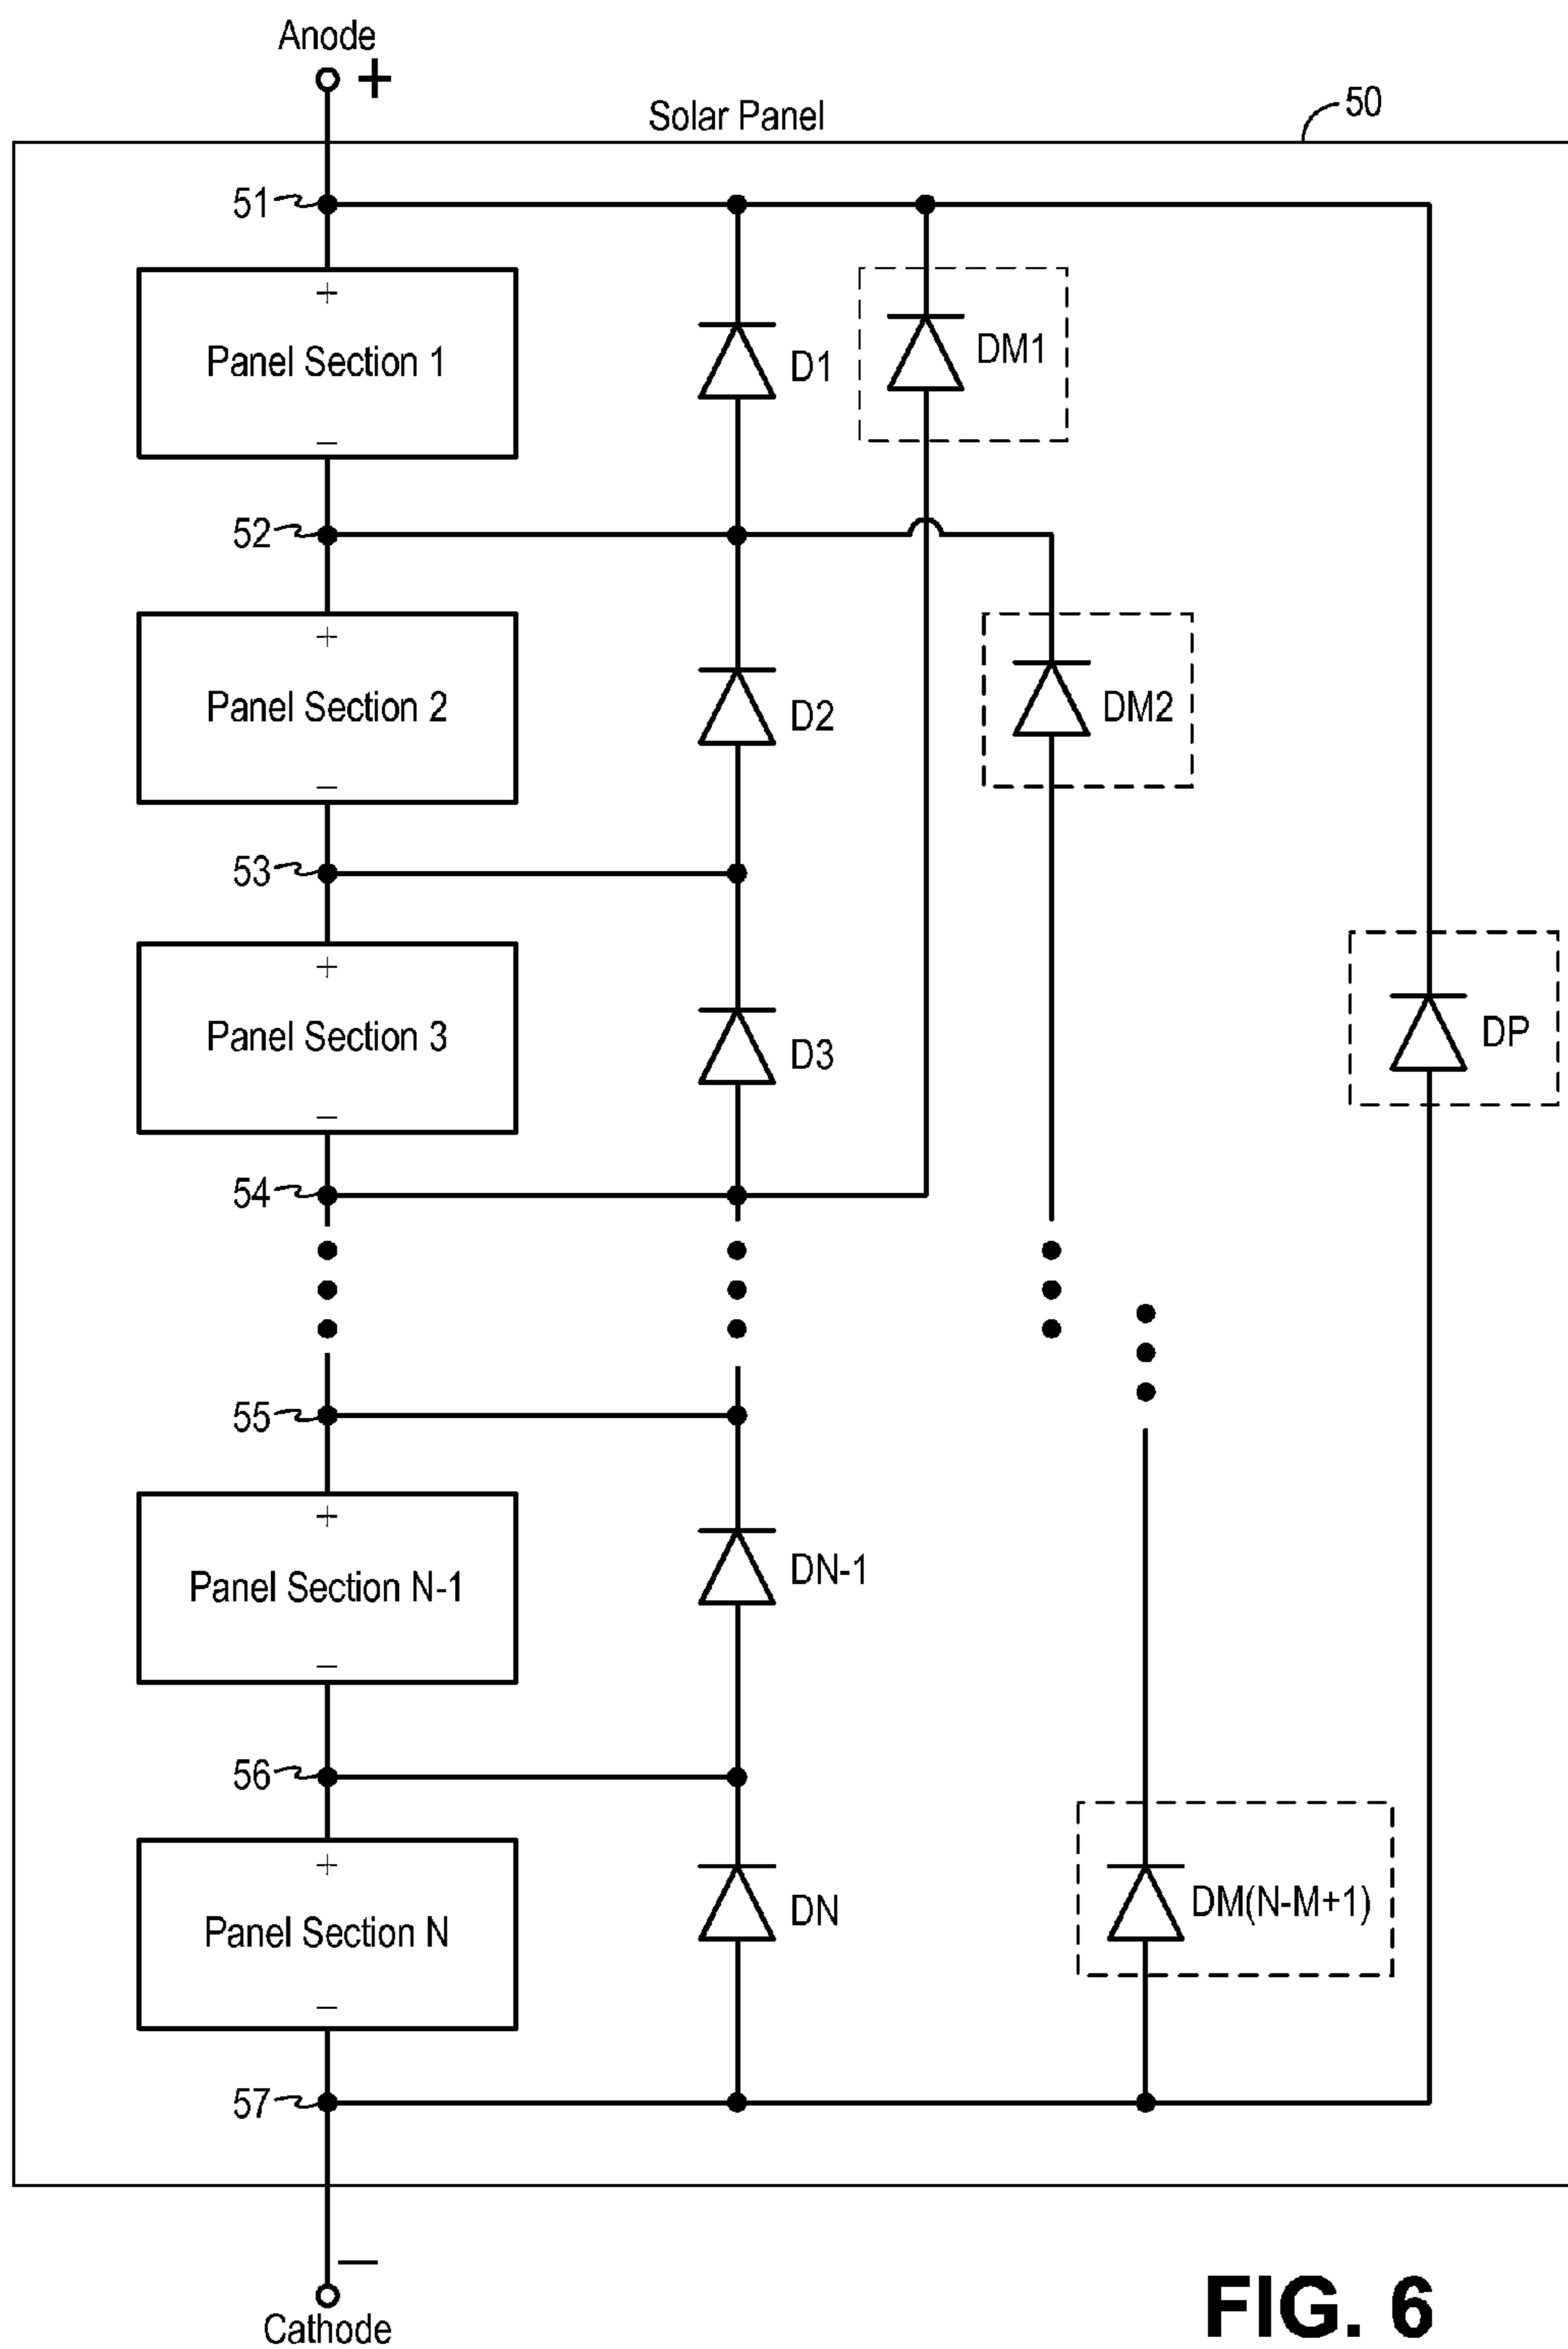 Anode
+
Solar Panel
50
51
+
Panel Section 1
−
D1
DM1
52
+
Panel Section 2
−
D2
DM2
53
+
Panel Section 3
−
D3
DP
54
55
+
Panel Section N-1
−
DN-1
56
+
Panel Section N
−
DN
DM(N-M+1)
57
−
Cathode
FIG. 6